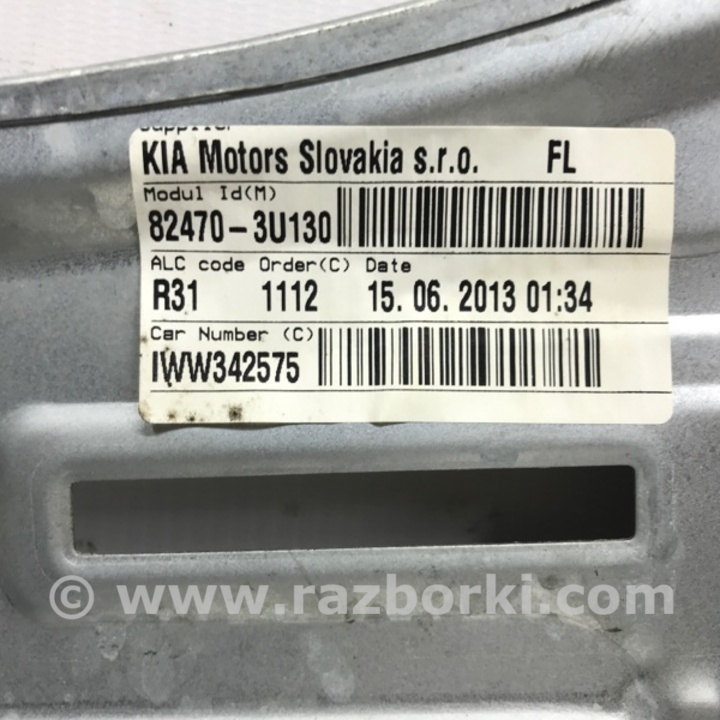 Supplier
KIA Motors Slovakia s.r.o. FL
Modul Id(M)
82470-3U130
ALC code Order(C) Date
R31 1112 15. 06. 2013 01:34
Car Number (C)
IWW342575
© www.razborki.com